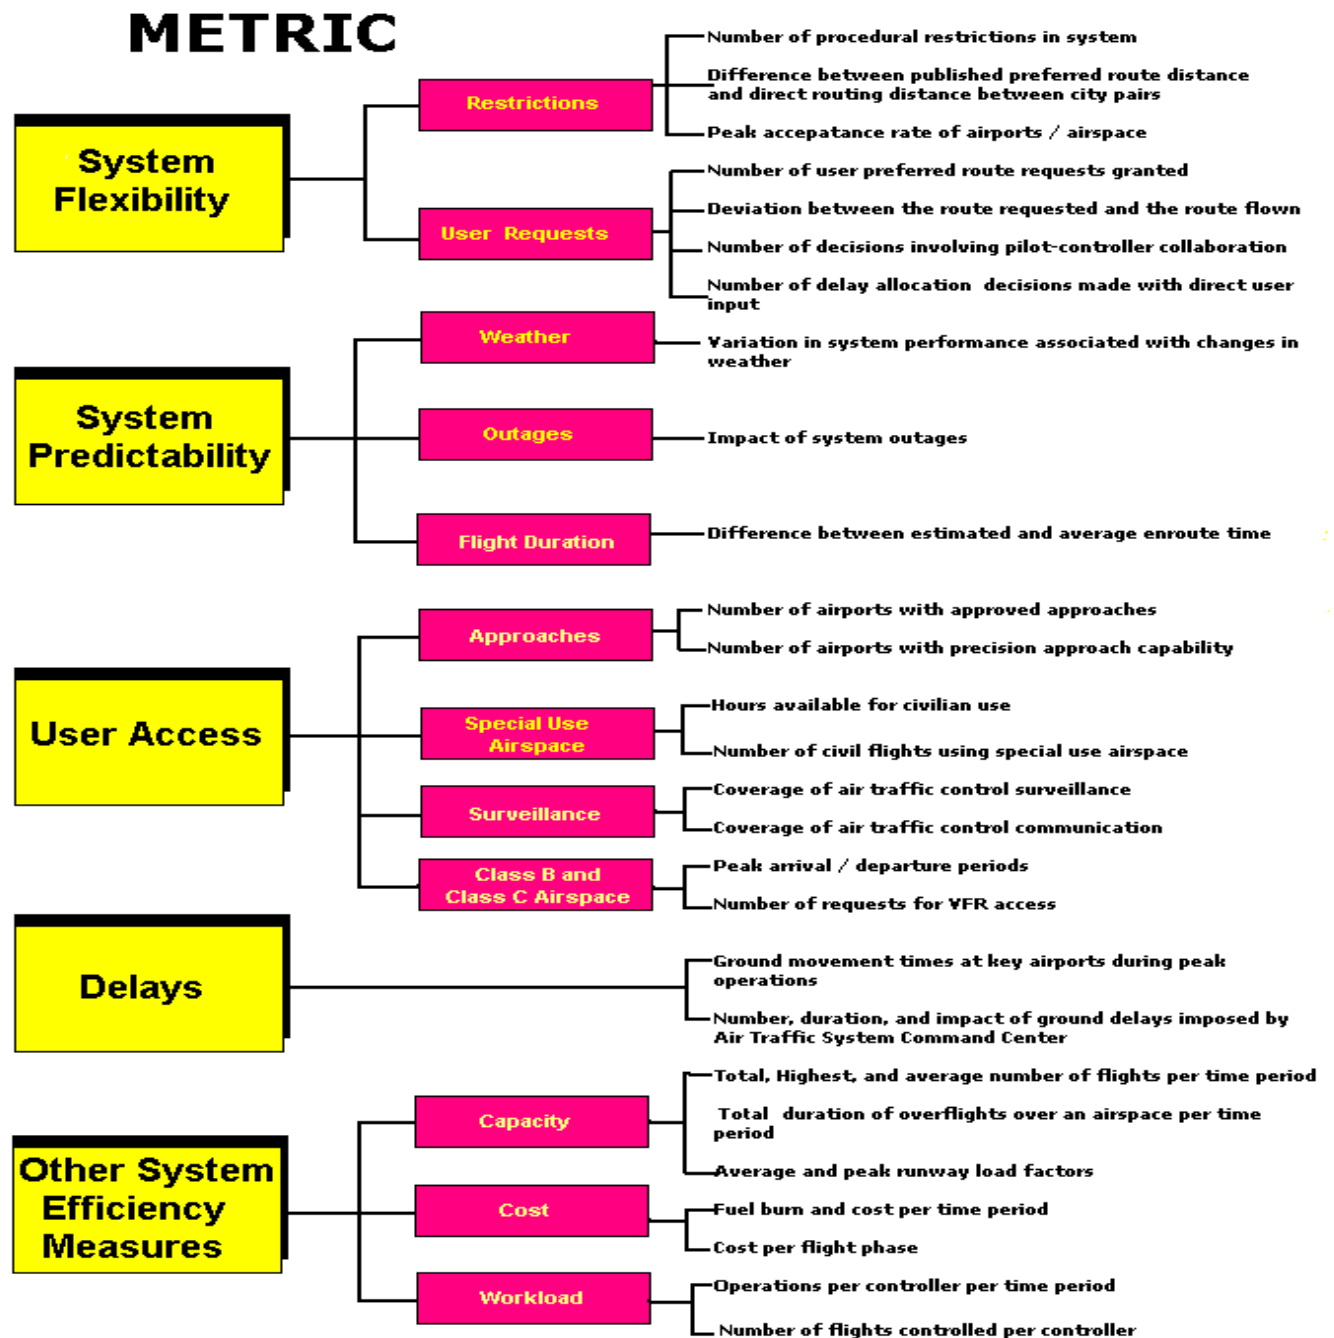 METRIC
System
Flexibility
Restrictions
Number of procedural restrictions in system
Difference between published preferred route distance
and direct routing distance between city pairs
Peak accepatance rate of airports / airspace
User Requests
Number of user preferred route requests granted
Deviation between the route requested and the route flown
Number of decisions involving pilot-controller collaboration
Number of delay allocation decisions made with direct user
input
System
Predictability
Weather
Variation in system performance associated with changes in
weather
Outages
Impact of system outages
Flight Duration
Difference between estimated and average enroute time
User Access
Approaches
Number of airports with approved approaches
Number of airports with precision approach capability
Special Use
Airspace
Hours available for civilian use
Number of civil flights using special use airspace
Surveillance
Coverage of air traffic control surveillance
Coverage of air traffic control communication
Class B and
Class C Airspace
Peak arrival / departure periods
Number of requests for VFR access
Delays
Ground movement times at key airports during peak
operations
Number, duration, and impact of ground delays imposed by
Air Traffic System Command Center
Other System
Efficiency
Measures
Capacity
Total, Highest, and average number of flights per time period
Total duration of overflights over an airspace per time
period
Average and peak runway load factors
Cost
Fuel burn and cost per time period
Cost per flight phase
Workload
Operations per controller per time period
Number of flights controlled per controller